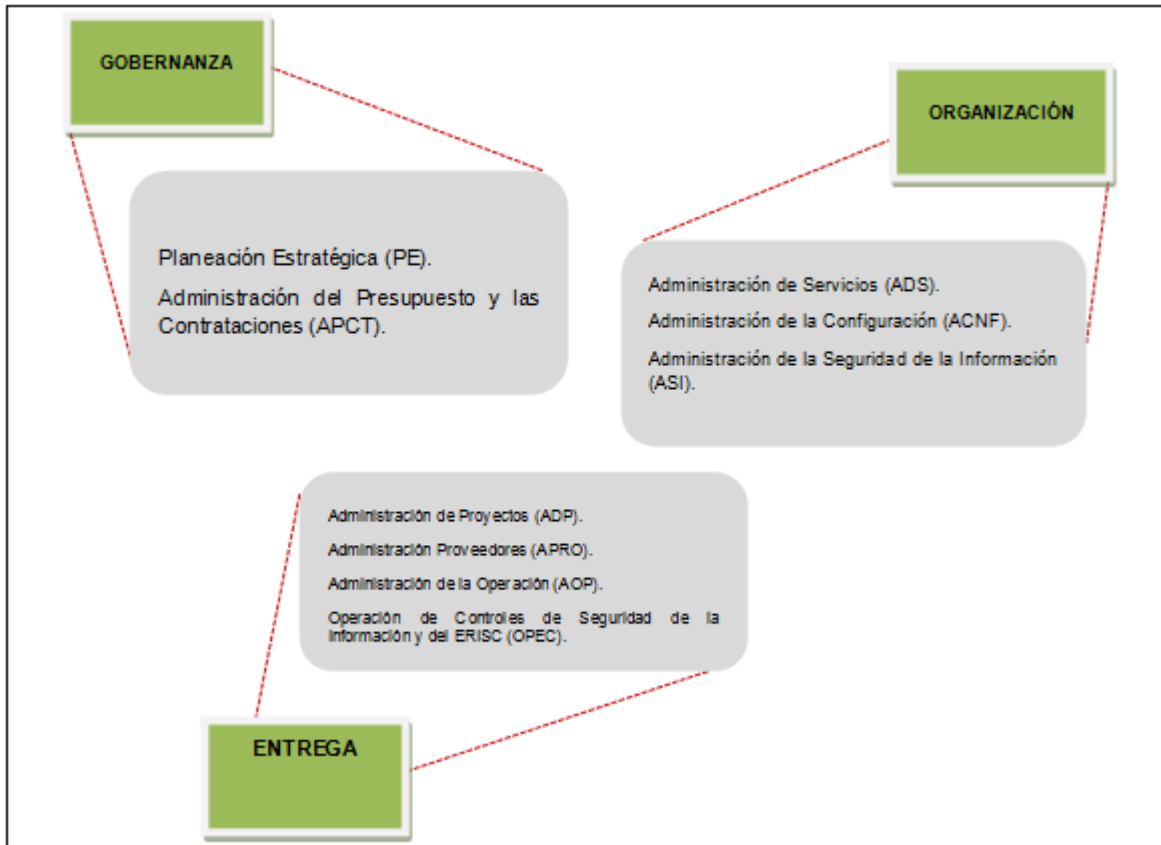 GOBERNANZA
Planeación Estratégica (PE).
Administración del Presupuesto y las
Contrataciones (APCT).
ORGANIZACIÓN
Administración de Servicios (ADS).
Administración de la Configuración (ACNF).
Administración de la Seguridad de la Información
(ASI).
Administración de Proyectos (ADP).
Administración Proveedores (APRO).
Administración de la Operación (AOP).
Operación de Controles de Seguridad de la
Información y del ERISC (OPEC).
ENTREGA